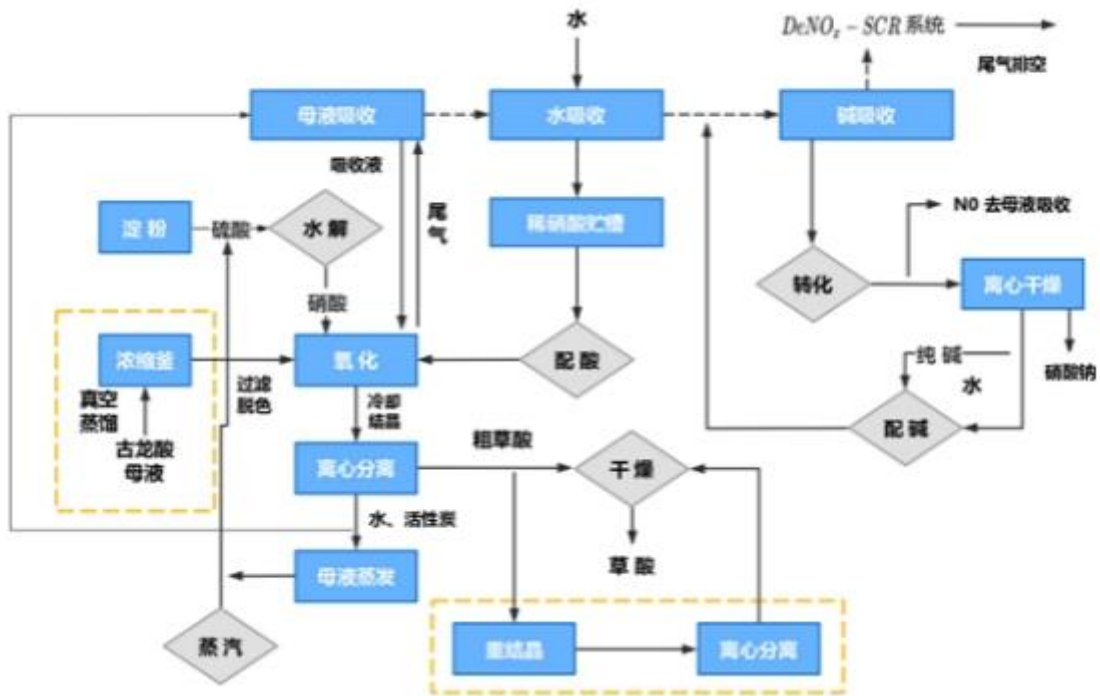 水
DeNOx-SCR 系统
尾气排空
母液吸收
水吸收
碱吸收
吸收液
尾
气
淀 粉
硫酸
水 解
稀硝酸贮槽
N0 去母液吸收
转化
离心干燥
硝酸
浓缩釜
氧 化
配 酸
纯 碱
水
硝酸钠
真空
蒸馏
过滤
脱色
冷却
结晶
配 碱
古龙酸
母液
粗草酸
离心分离
干 燥
水、活性炭
草 酸
母液蒸发
蒸 汽
重结晶
离心分离